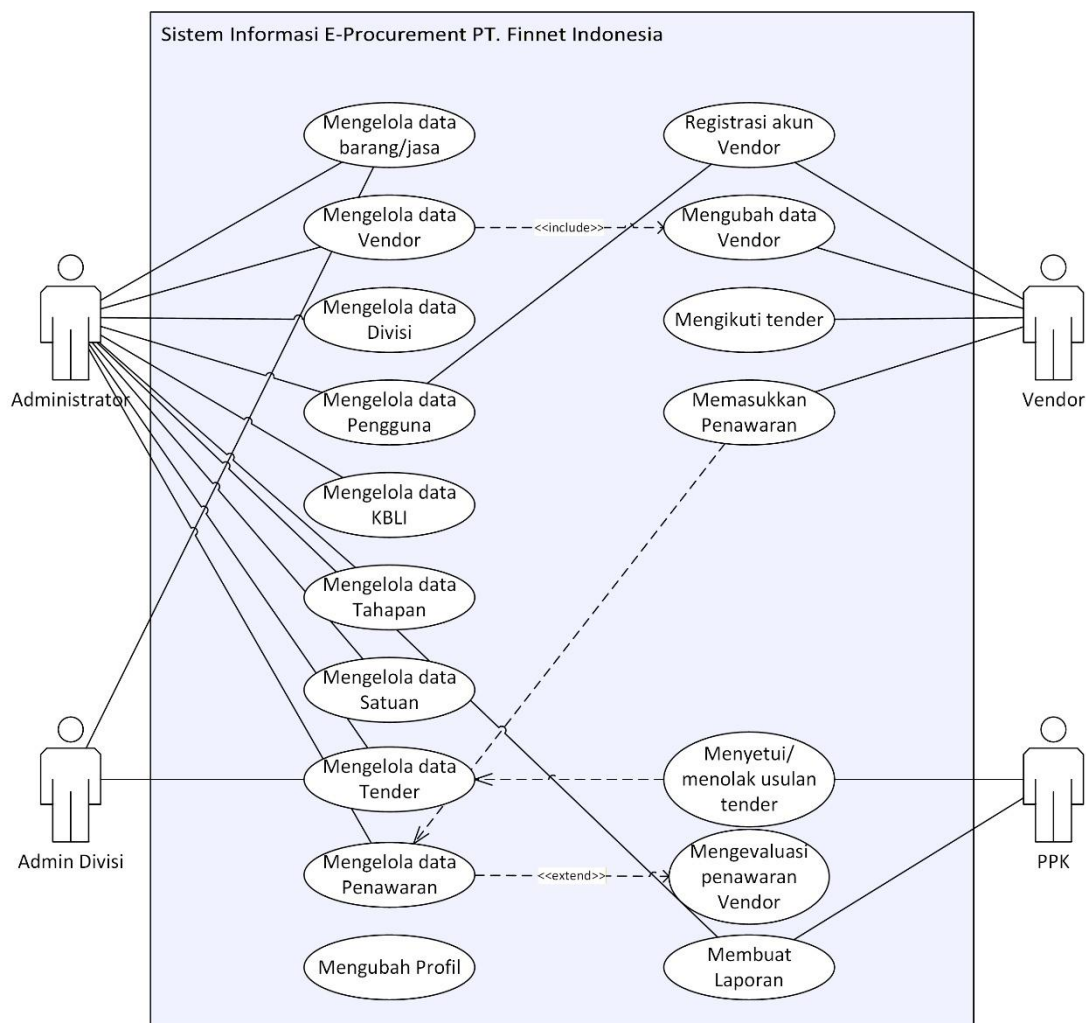 Sistem Informasi E-Procurement PT. Finnet Indonesia
Mengelola data
barang/jasa
Registrasi akun
Vendor
Mengelola data
Vendor
<<include>>
Mengubah data
Vendor
Mengelola data
Divisi
Mengikuti tender
Administrator
Vendor
Mengelola data
Pengguna
Memasukkan
Penawaran
Mengelola data
KBLI
Mengelola data
Tahapan
Mengelola data
Satuan
Mengelola data
Tender
Menyetui/
menolak usulan
tender
Admin Divisi
PPK
Mengelola data
Penawaran
<<extend>>
Mengevaluasi
penawaran
Vendor
Mengubah Profil
Membuat
Laporan